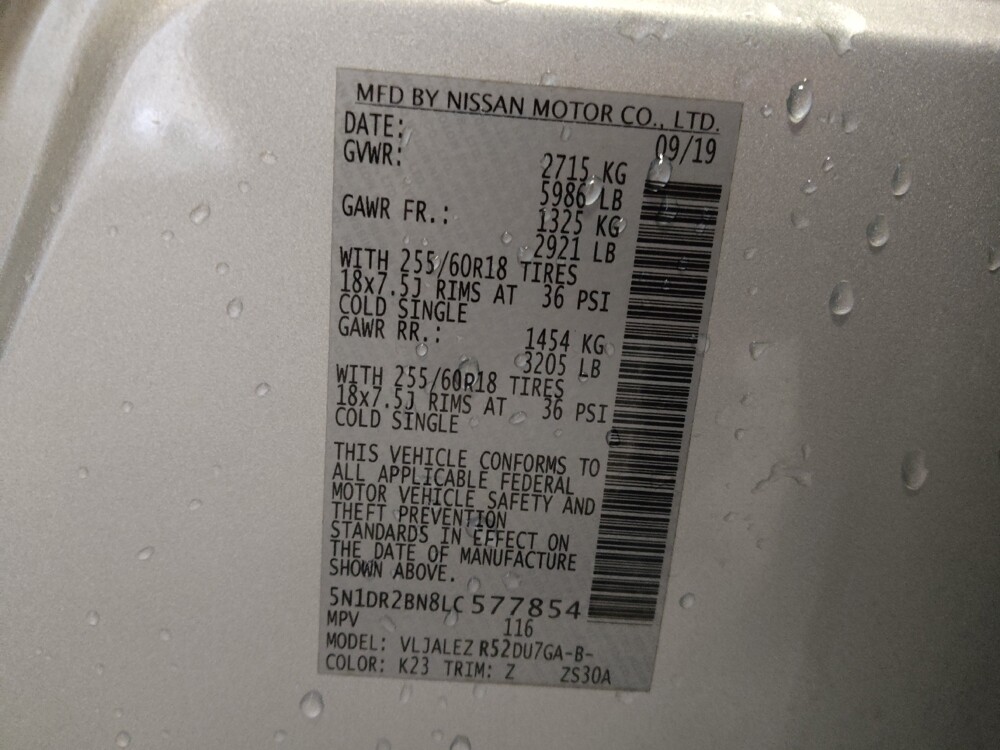 MFD BY NISSAN MOTOR CO., LTD.
DATE: 09/19
GVWR: 2715 KG
5986 LB
GAWR FR.: 1325 KG
2921 LB
WITH 255/60R18 TIRES
18x7.5J RIMS AT 36 PSI
COLD SINGLE
GAWR RR.: 1454 KG
3205 LB
WITH 255/60R18 TIRES
18x7.5J RIMS AT 36 PSI
COLD SINGLE
THIS VEHICLE CONFORMS TO
ALL APPLICABLE FEDERAL
MOTOR VEHICLE SAFETY AND
THEFT PREVENTION
STANDARDS IN EFFECT ON
THE DATE OF MANUFACTURE
SHOWN ABOVE.
5N1DR2BN8LC 577854
MPV 116
MODEL: VLJALEZ R52DU7GA-B-
COLOR: K23 TRIM: Z ZS30A